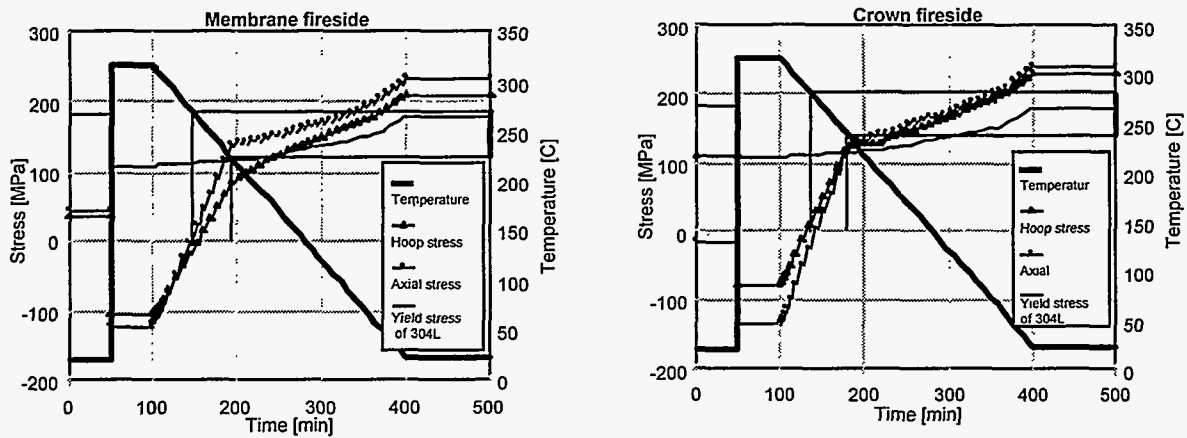 Membrane fireside
300
200
100
0
-100
-200
Stress [MPa]
350
300
250
200
150
100
50
0
Temperature [C]
Temperature
Hoop stress
Axial stress
Yield stress
of 304L
0 100 200 300 400 500
Time [min]
Crown fireside
300
200
100
0
-100
-200
Stress [MPa]
350
300
250
200
150
100
50
0
Temperature [C]
Temperatur
Hoop stress
Axial
Yield stress
of 304L
0 100 200 300 400 500
Time [min]